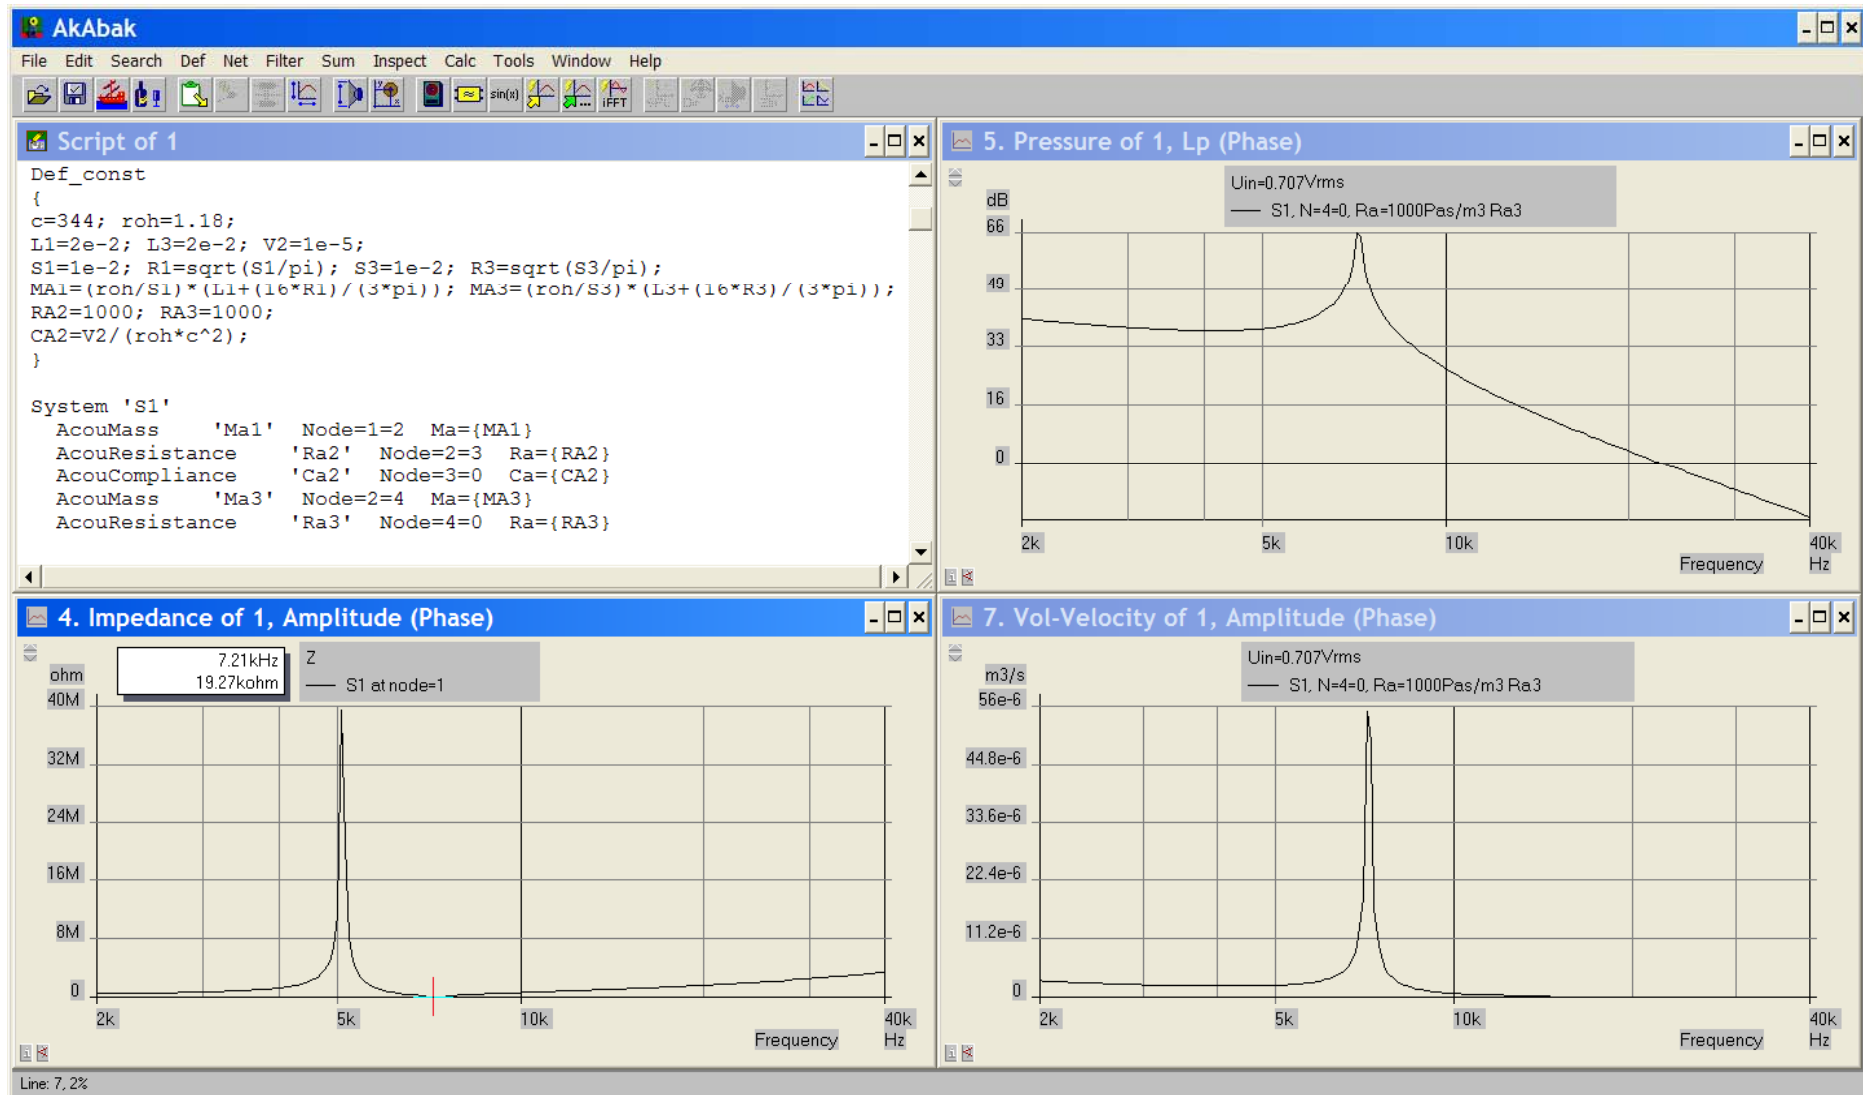 AkAbak
File Edit Search Def Net Filter Sum Inspect Calc Tools Window Help
sin(x) iFFT
Script of 1
Def_const
{
c=344; roh=1.18;
L1=2e-2; L3=2e-2; V2=1e-5;
S1=1e-2; R1=sqrt(S1/pi); S3=1e-2; R3=sqrt(S3/pi);
MA1=(roh/S1)*(L1+(16*R1)/(3*pi)); MA3=(roh/S3)*(L3+(16*R3)/(3*pi));
RA2=1000; RA3=1000;
CA2=V2/(roh*c^2);
}
System 'S1'
AcouMass 'Ma1' Node=1=2 Ma={MA1}
AcouResistance 'Ra2' Node=2=3 Ra={RA2}
AcouCompliance 'Ca2' Node=3=0 Ca={CA2}
AcouMass 'Ma3' Node=2=4 Ma={MA3}
AcouResistance 'Ra3' Node=4=0 Ra={RA3}
5. Pressure of 1, Lp (Phase)
Uin=0.707Vrms
S1, N=4=0, Ra=1000Pas/m3 Ra3
dB
66
49
33
16
0
2k 5k 10k 40k
Frequency Hz
4. Impedance of 1, Amplitude (Phase)
7.21kHz
19.27kohm
Z
S1 at node=1
ohm
40M
32M
24M
16M
8M
0
2k 5k 10k 40k
Frequency Hz
7. Vol-Velocity of 1, Amplitude (Phase)
Uin=0.707Vrms
S1, N=4=0, Ra=1000Pas/m3 Ra3
m3/s
56e-6
44.8e-6
33.6e-6
22.4e-6
11.2e-6
0
2k 5k 10k 40k
Frequency Hz
Line: 7, 2%